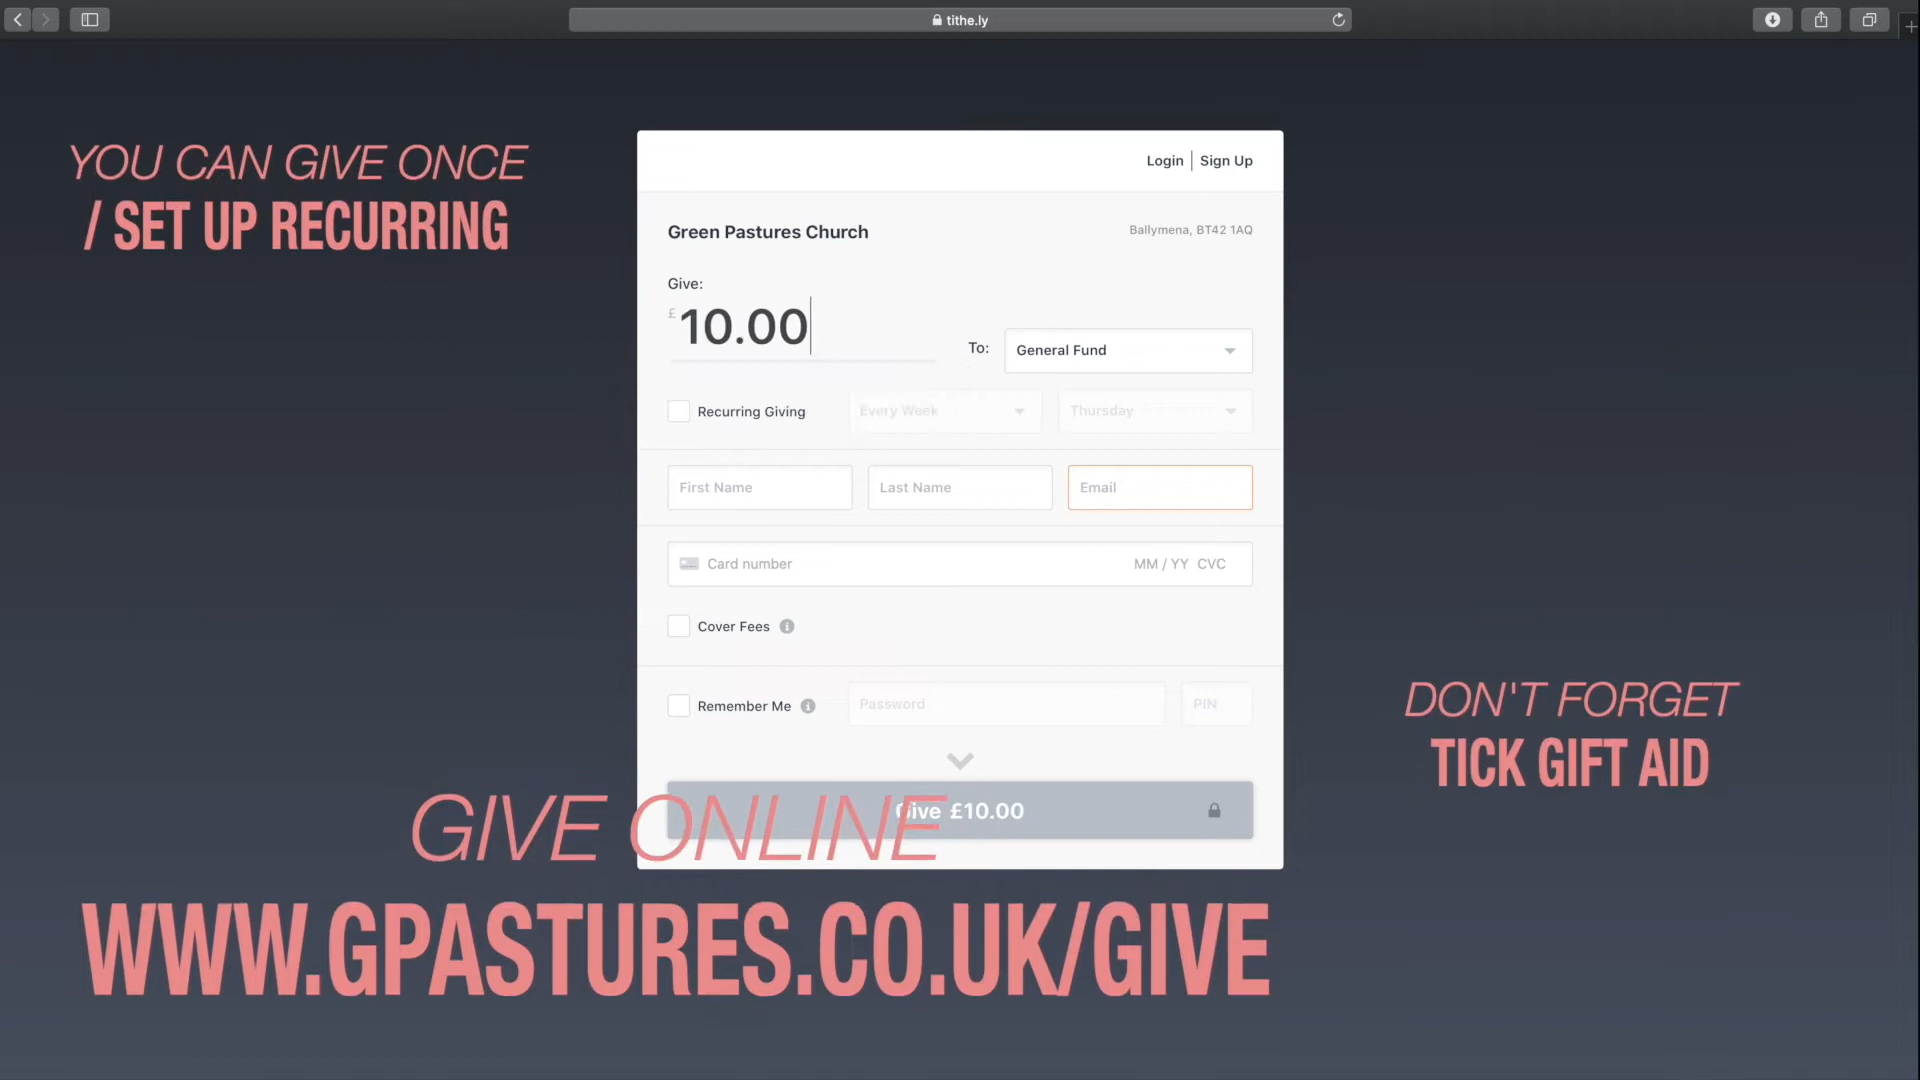 tithe.ly
YOU CAN GIVE ONCE
/ SET UP RECURRING
Login | Sign Up
Green Pastures Church
Ballymena, BT42 1AQ
Give:
£10.00
To: General Fund
Recurring Giving Every Week Thursday
First Name Last Name Email
Card number MM / YY CVC
Cover Fees
Remember Me Password PIN
Give £10.00
DON'T FORGET
TICK GIFT AID
GIVE ONLINE
WWW.GPASTURES.CO.UK/GIVE